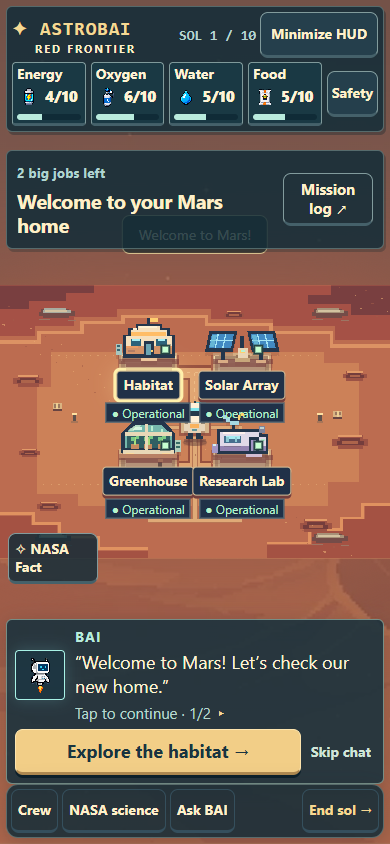 ✦ ASTROBAI
RED FRONTIER
SOL 1 / 10
Minimize HUD
Energy
4/10
Oxygen
6/10
Water
5/10
Food
5/10
Safety
2 big jobs left
Welcome to your Mars
home
Mission
log ↗
Welcome to Mars!
Habitat
● Operational
Solar Array
● Operational
Greenhouse
● Operational
Research Lab
● Operational
✧ NASA
Fact
BAI
“Welcome to Mars! Let’s check our
new home.”
Tap to continue · 1/2 ▸
Explore the habitat →
Skip chat
Crew
NASA science
Ask BAI
End sol →